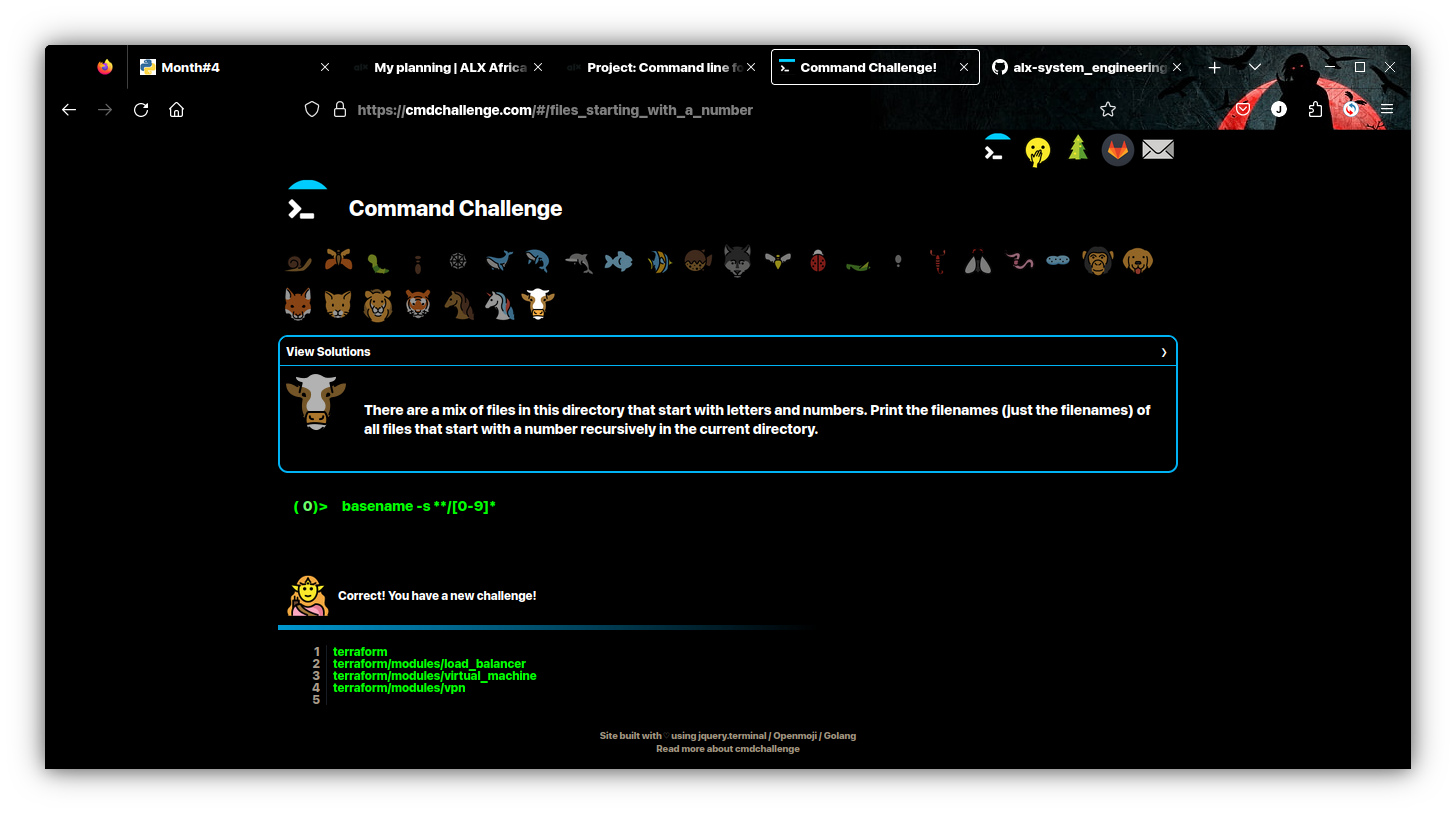 Month#4
My planning | ALX Africa
Project: Command line fo
Command Challenge!
alx-system_engineering
https://cmdchallenge.com/#/files_starting_with_a_number
J
Command Challenge
View Solutions
There are a mix of files in this directory that start with letters and numbers. Print the filenames (just the filenames) of
all files that start with a number recursively in the current directory.
( 0)> basename -s **/[0-9]*
Correct! You have a new challenge!
1 terraform
2 terraform/modules/load_balancer
3 terraform/modules/virtual_machine
4 terraform/modules/vpn
5
Site built with using jquery.terminal / Openmoji / Golang
Read more about cmdchallenge